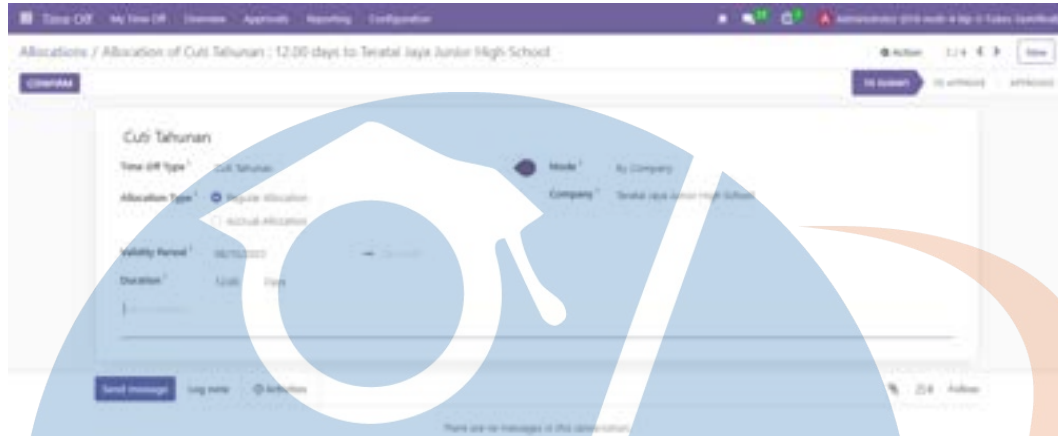 Time Off My Time Off Overview Approvals Reporting Configuration
Allocations / Allocation of Cuti Tahunan : 12.00 days to Teratai Jaya Junior High School
Action New
CONFIRM TO SUBMIT TO APPROVE APPROVED
Cuti Tahunan
Time Off Type ? Cuti Tahunan
Mode ? By Company
Allocation Type ? Regular Allocation
Company ? Teratai Jaya Junior High School
Accrual Allocation
Validity Period ?
Duration ? 12.00 Days
Send message Log note Activities Follow
There are no messages in this conversation.